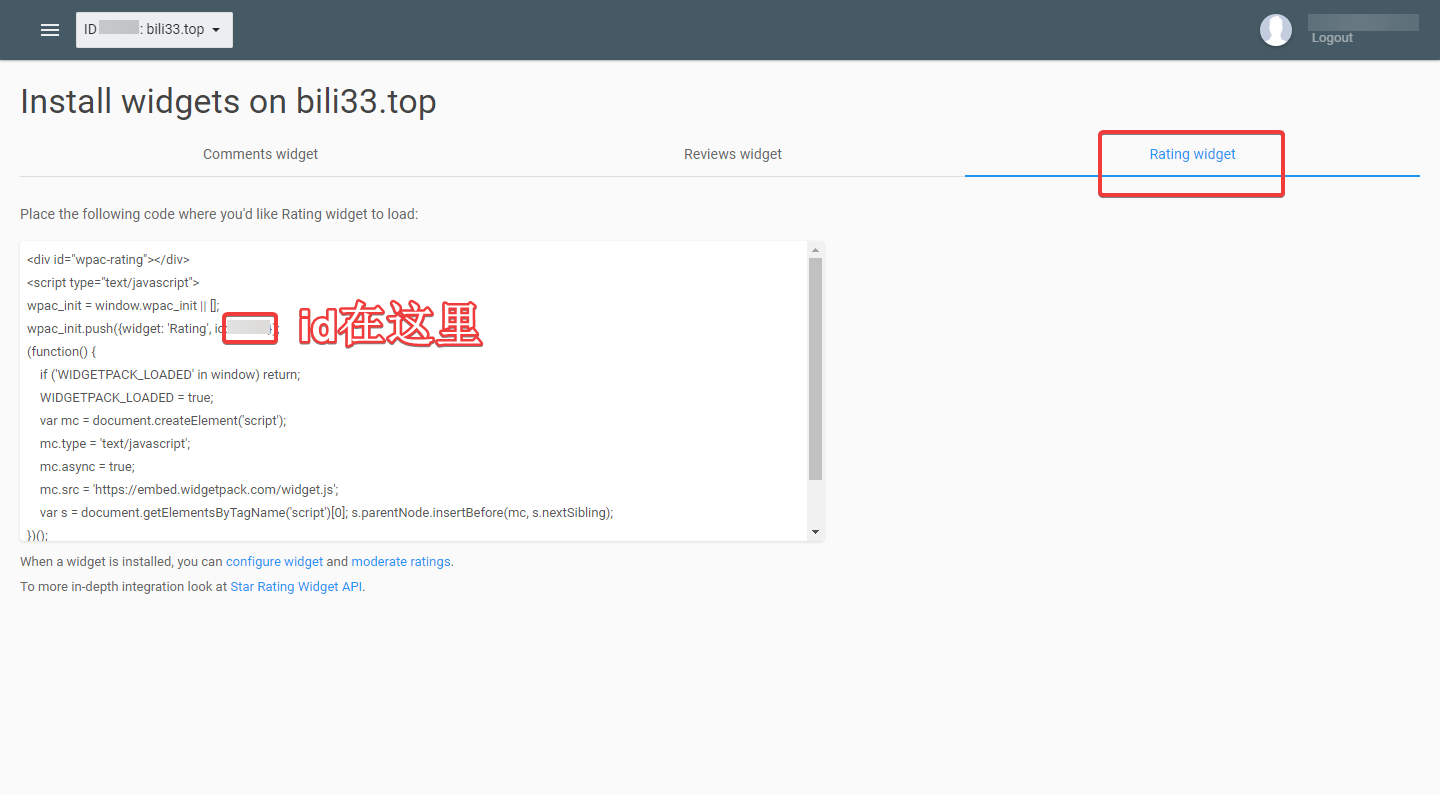 ID : bili33.top
Logout
Install widgets on bili33.top
Comments widget
Reviews widget
Rating widget
Place the following code where you'd like Rating widget to load:
<div id="wpac-rating"></div>
<script type="text/javascript">
wpac_init = window.wpac_init || [];
wpac_init.push({widget: 'Rating', id: });
id在这里
(function() {
if ('WIDGETPACK_LOADED' in window) return;
WIDGETPACK_LOADED = true;
var mc = document.createElement('script');
mc.type = 'text/javascript';
mc.async = true;
mc.src = 'https://embed.widgetpack.com/widget.js';
var s = document.getElementsByTagName('script')[0]; s.parentNode.insertBefore(mc, s.nextSibling);
})();
When a widget is installed, you can configure widget and moderate ratings.
To more in-depth integration look at Star Rating Widget API.